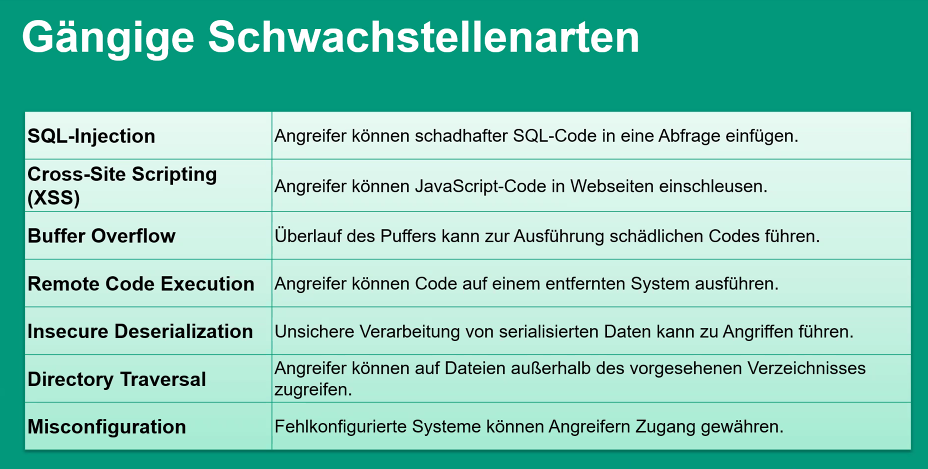 Gängige Schwachstellenarten
SQL-Injection
Angreifer können schadhafter SQL-Code in eine Abfrage einfügen.
Cross-Site Scripting
(XSS)
Angreifer können JavaScript-Code in Webseiten einschleusen.
Buffer Overflow
Überlauf des Puffers kann zur Ausführung schädlichen Codes führen.
Remote Code Execution
Angreifer können Code auf einem entfernten System ausführen.
Insecure Deserialization
Unsichere Verarbeitung von serialisierten Daten kann zu Angriffen führen.
Directory Traversal
Angreifer können auf Dateien außerhalb des vorgesehenen Verzeichnisses
zugreifen.
Misconfiguration
Fehlkonfigurierte Systeme können Angreifern Zugang gewähren.